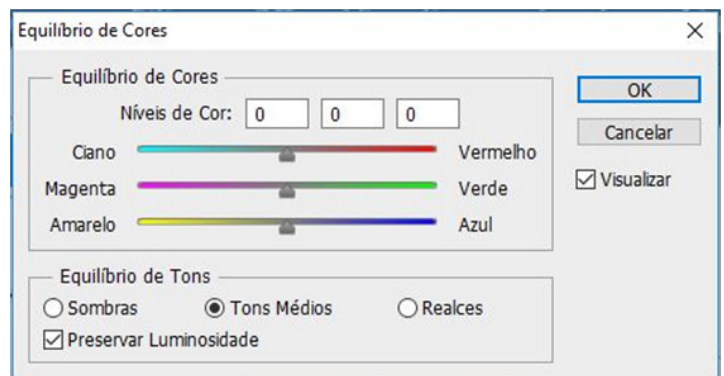 Equilíbrio de Cores
Equilíbrio de Cores
Níveis de Cor: 0 0 0
Ciano Vermelho
Magenta Verde
Amarelo Azul
OK
Cancelar
Visualizar
Equilíbrio de Tons
Sombras Tons Médios Realces
Preservar Luminosidade